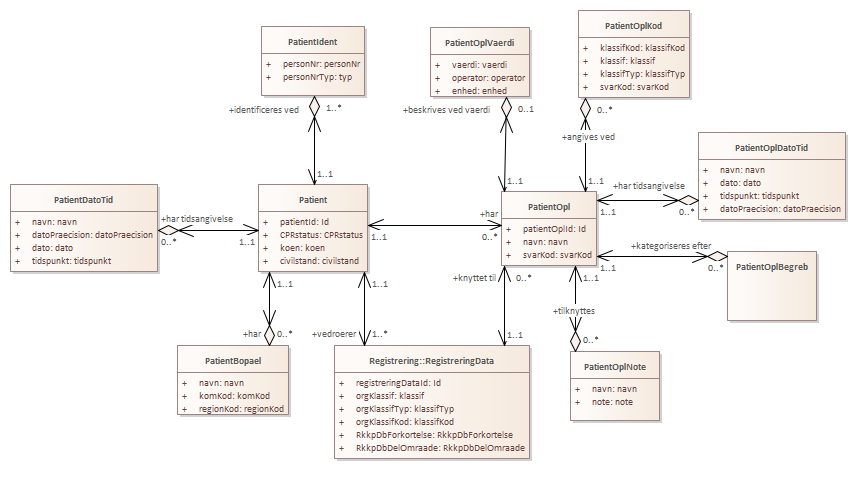 PatientIdent
+ personNr: personNr
+ personNrTyp: typ
PatientOplVaerdi
+ vaerdi: vaerdi
+ operator: operator
+ enhed: enhed
PatientOplKod
+ klassifKod: klassifKod
+ klassif: klassif
+ klassifTyp: klassifTyp
+ svarKod: svarKod
+identificeres ved
1..*
+beskrives ved vaerdi
0..1
0..*
+angives ved
PatientOplDatoTid
+ navn: navn
+ dato: dato
+ tidspunkt: tidspunkt
+ datoPraecision: datoPraecision
1..1
1..1
1..1
+har tidsangivelse
1..1
0..*
PatientDatoTid
+ navn: navn
+ datoPraecision: datoPraecision
+ dato: dato
+ tidspunkt: tidspunkt
+har tidsangivelse
0..*
1..1
Patient
+ patientId: Id
+ CPRstatus: CPRstatus
+ koen: koen
+ civilstand: civilstand
+har
1..1
0..*
PatientOpl
+ patientOplId: Id
+ navn: navn
+ svarKod: svarKod
+kategoriseres efter
1..1
0..*
PatientOplBegreb
1..1
1..1
+knyttet til
0..*
1..1
+tilknyttes
+har
0..*
+vedroerer
1..*
1..1
0..*
PatientBopael
+ navn: navn
+ komKod: komKod
+ regionKod: regionKod
Registrering::RegistreringData
+ registreringDataId: Id
+ orgKlassif: klassif
+ orgKlassifTyp: klassifTyp
+ orgKlassifKod: klassifKod
+ RkkpDbForkortelse: RkkpDbForkortelse
+ RkkpDbDelOmraade: RkkpDbDelOmraade
PatientOplNote
+ navn: navn
+ note: note